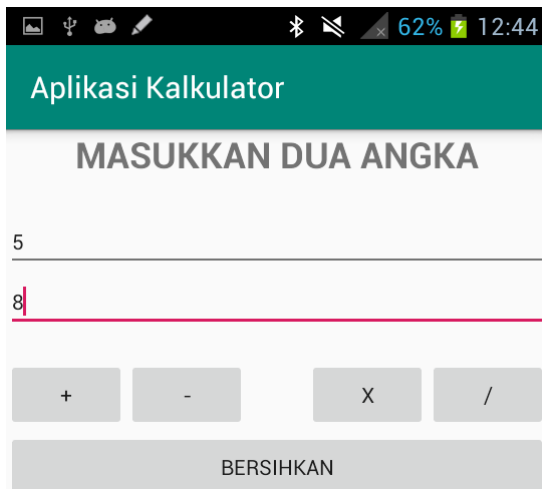 62% 12:44
Aplikasi Kalkulator
MASUKKAN DUA ANGKA
5
8
+ - X /
BERSIHKAN